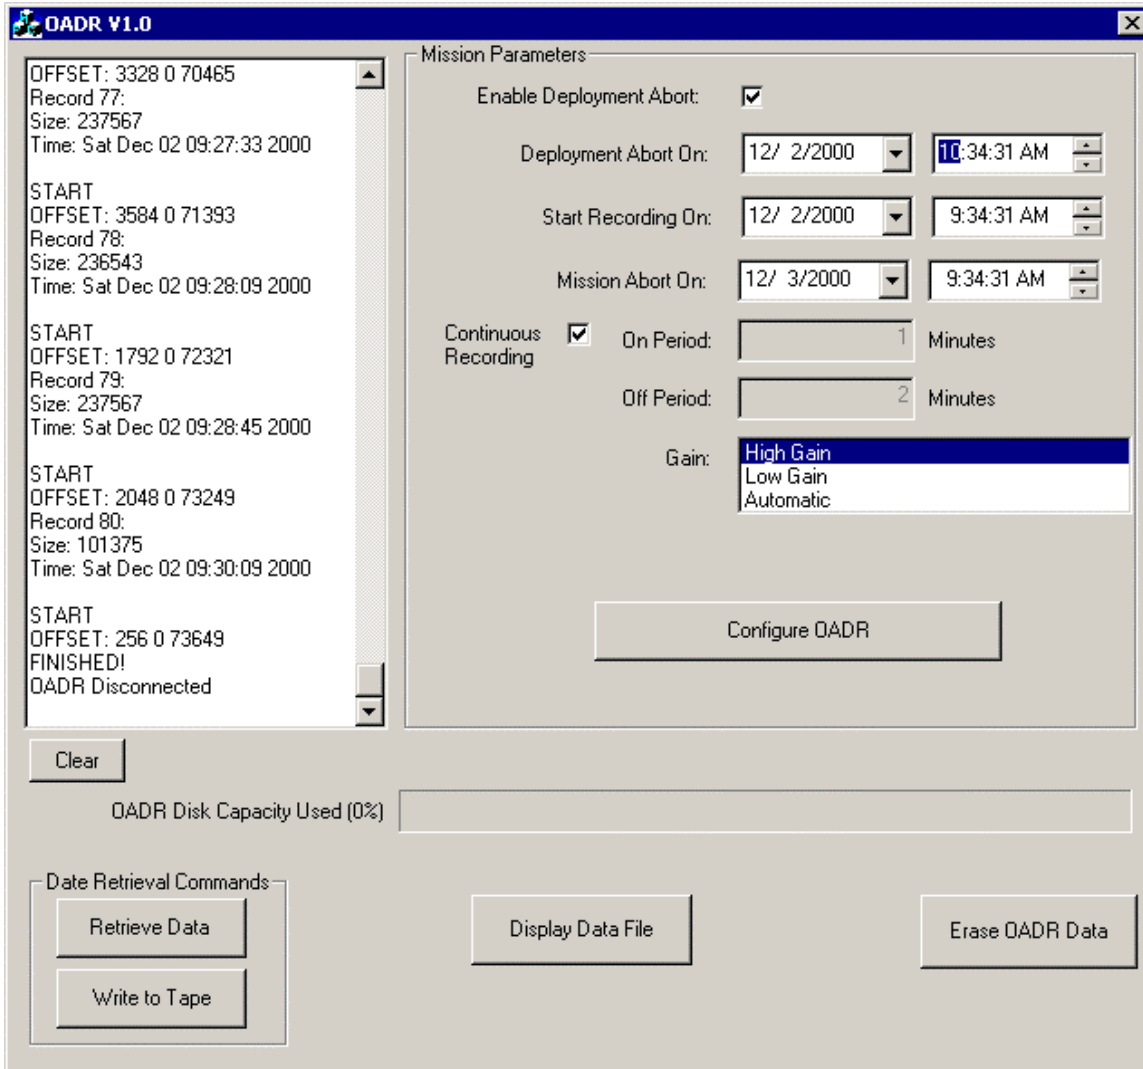 OADR V1.0
OFFSET: 3328 0 70465
Record 77:
Size: 237567
Time: Sat Dec 02 09:27:33 2000
START
OFFSET: 3584 0 71393
Record 78:
Size: 236543
Time: Sat Dec 02 09:28:09 2000
START
OFFSET: 1792 0 72321
Record 79:
Size: 237567
Time: Sat Dec 02 09:28:45 2000
START
OFFSET: 2048 0 73249
Record 80:
Size: 101375
Time: Sat Dec 02 09:30:09 2000
START
OFFSET: 256 0 73649
FINISHED!
OADR Disconnected
Clear
Mission Parameters
Enable Deployment Abort:
Deployment Abort On: 12/ 2/2000 10:34:31 AM
Start Recording On: 12/ 2/2000 9:34:31 AM
Mission Abort On: 12/ 3/2000 9:34:31 AM
Continuous
Recording
On Period: 1 Minutes
Off Period: 2 Minutes
Gain:
High Gain
Low Gain
Automatic
Configure OADR
OADR Disk Capacity Used (0%)
Date Retrieval Commands
Retrieve Data
Write to Tape
Display Data File
Erase OADR Data